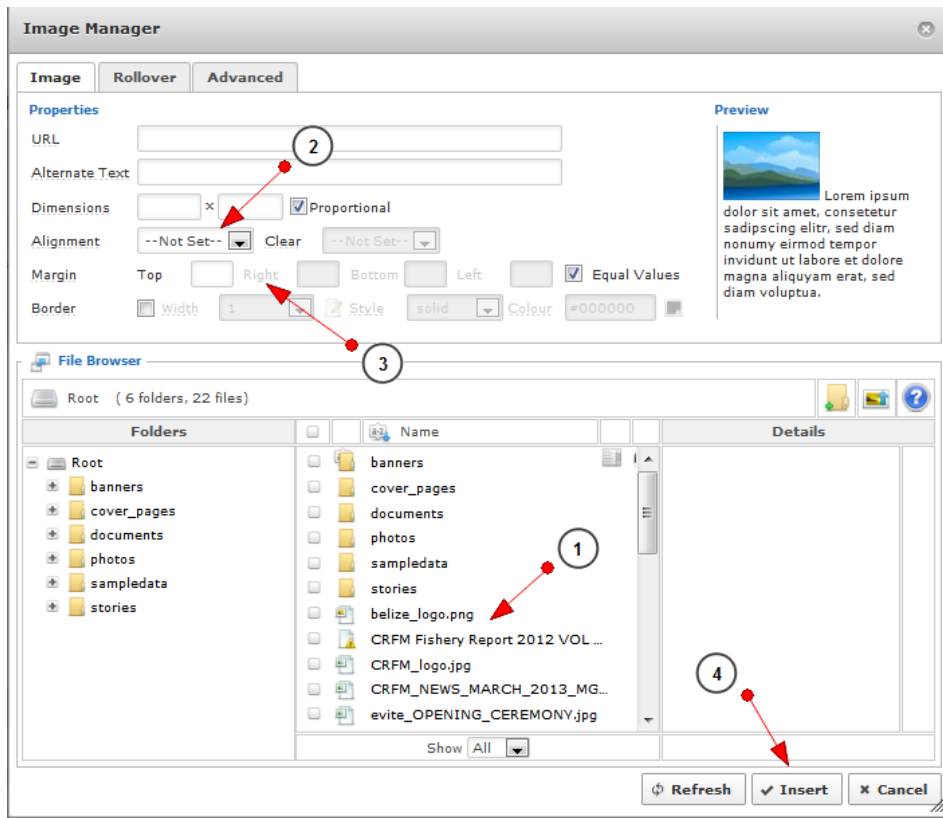 Image Manager
Image Rollover Advanced
Properties
URL
Alternate Text
Dimensions × Proportional
Alignment --Not Set-- Clear --Not Set--
Margin Top Right Bottom Left Equal Values
Border Width 1 Style solid Colour #000000
Preview
Lorem ipsum
dolor sit amet, consetetur
sadipscing elitr, sed diam
nonumy eirmod tempor
invidunt ut labore et dolore
magna aliquyam erat, sed
diam voluptua.
2
3
File Browser
Root ( 6 folders, 22 files)
?
Folders
Name
Details
Root
banners
cover_pages
documents
photos
sampledata
stories
banners
cover_pages
documents
photos
sampledata
stories
belize_logo.png
CRFM Fishery Report 2012 VOL ...
CRFM_logo.jpg
CRFM_NEWS_MARCH_2013_MG...
evite_OPENING_CEREMONY.jpg
1
4
Show All
Refresh Insert Cancel